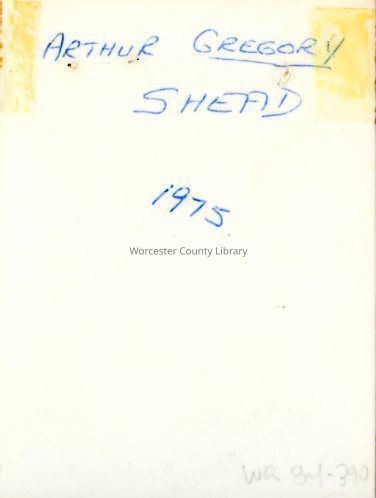 ARTHUR GREGORY
SHEAD
1975
Worcester County Library
WR 84-390